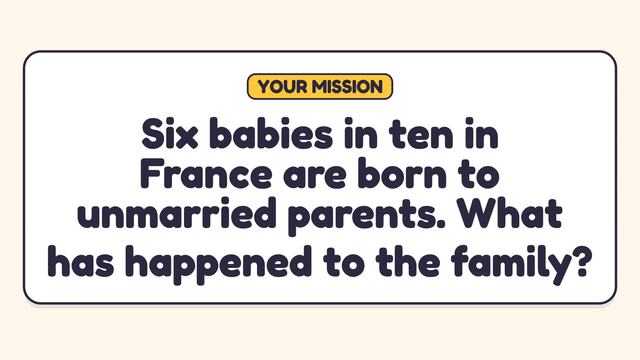 YOUR MISSION
Six babies in ten in
France are born to
unmarried parents. What
has happened to the family?